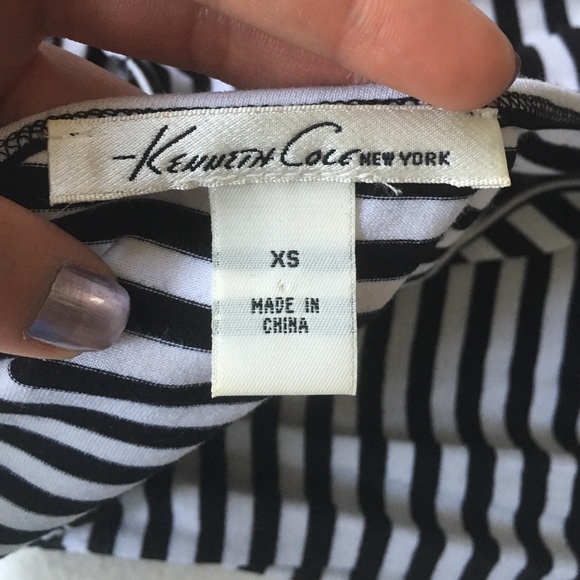 Kenneth Cole NEW YORK
XS
MADE IN
CHINA